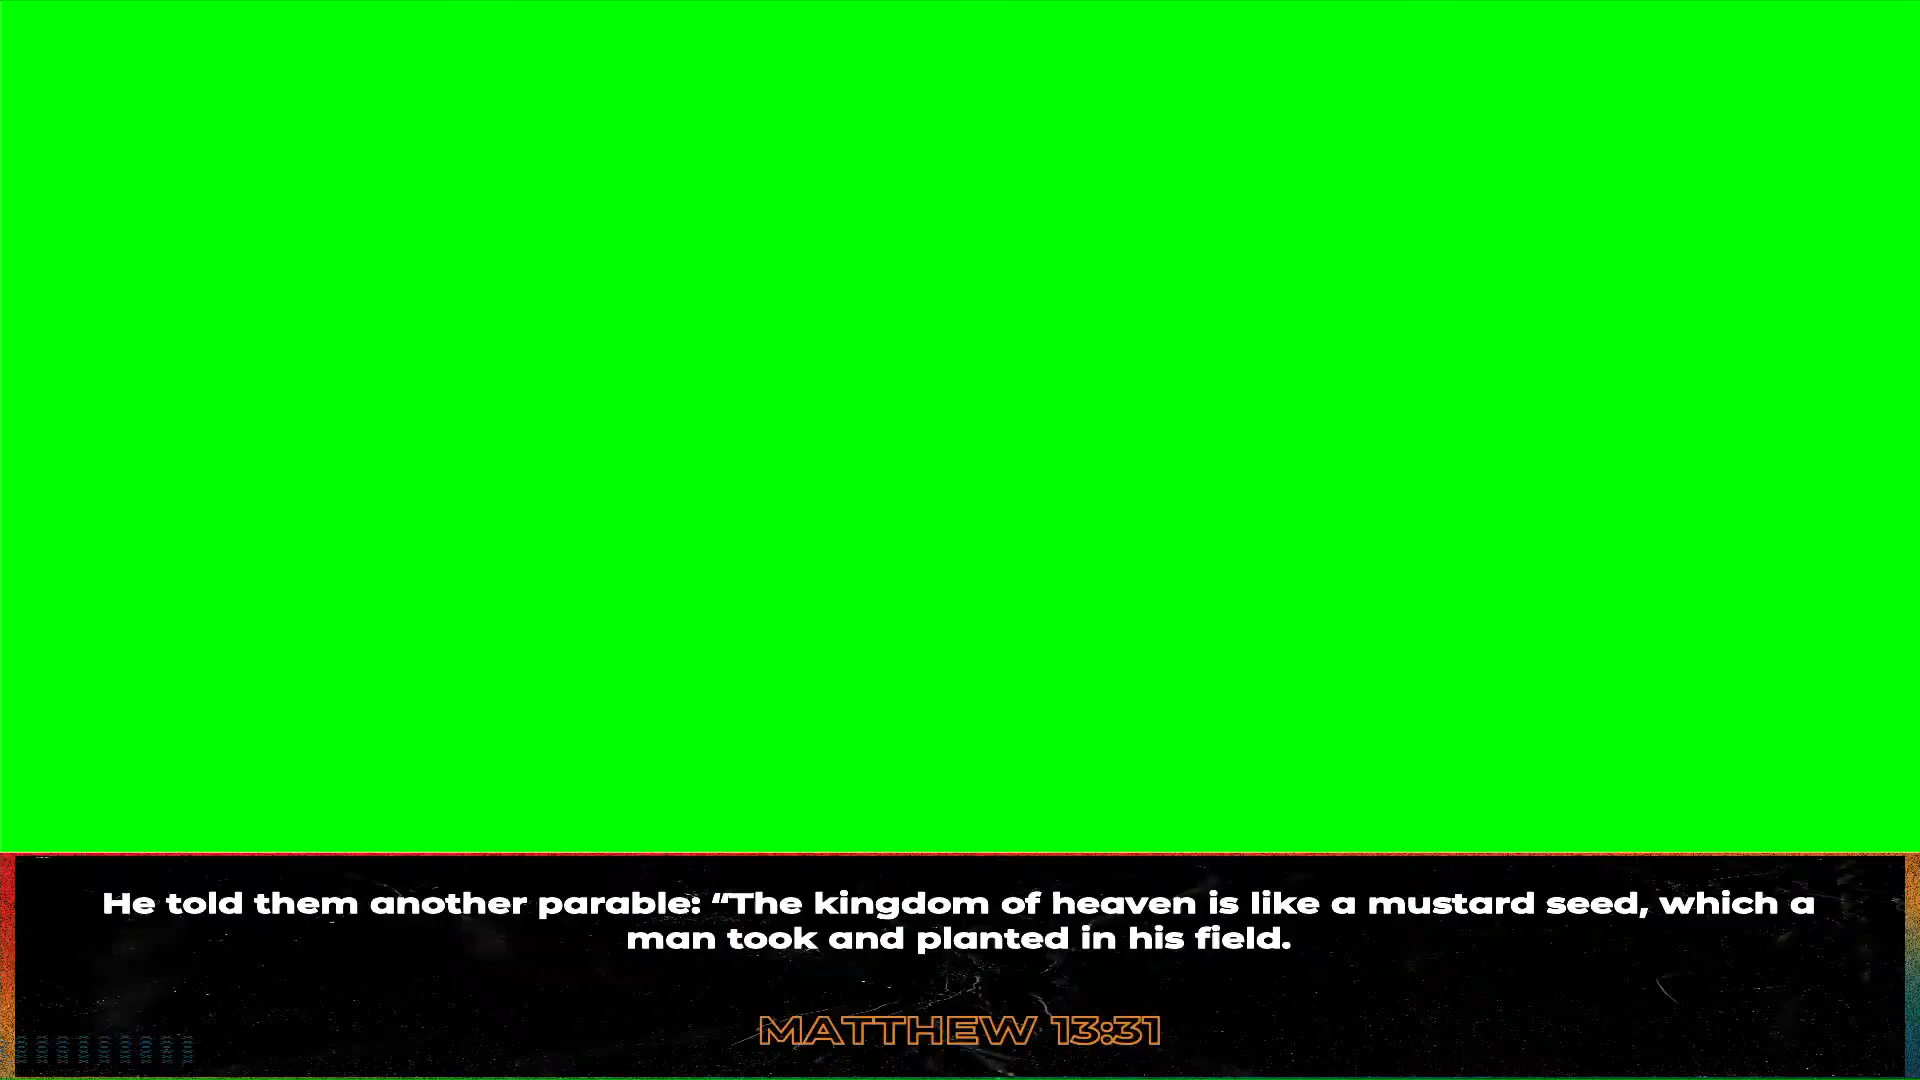 He told them another parable: “The kingdom of heaven is like a mustard seed, which a
man took and planted in his field.
MATTHEW 13:31